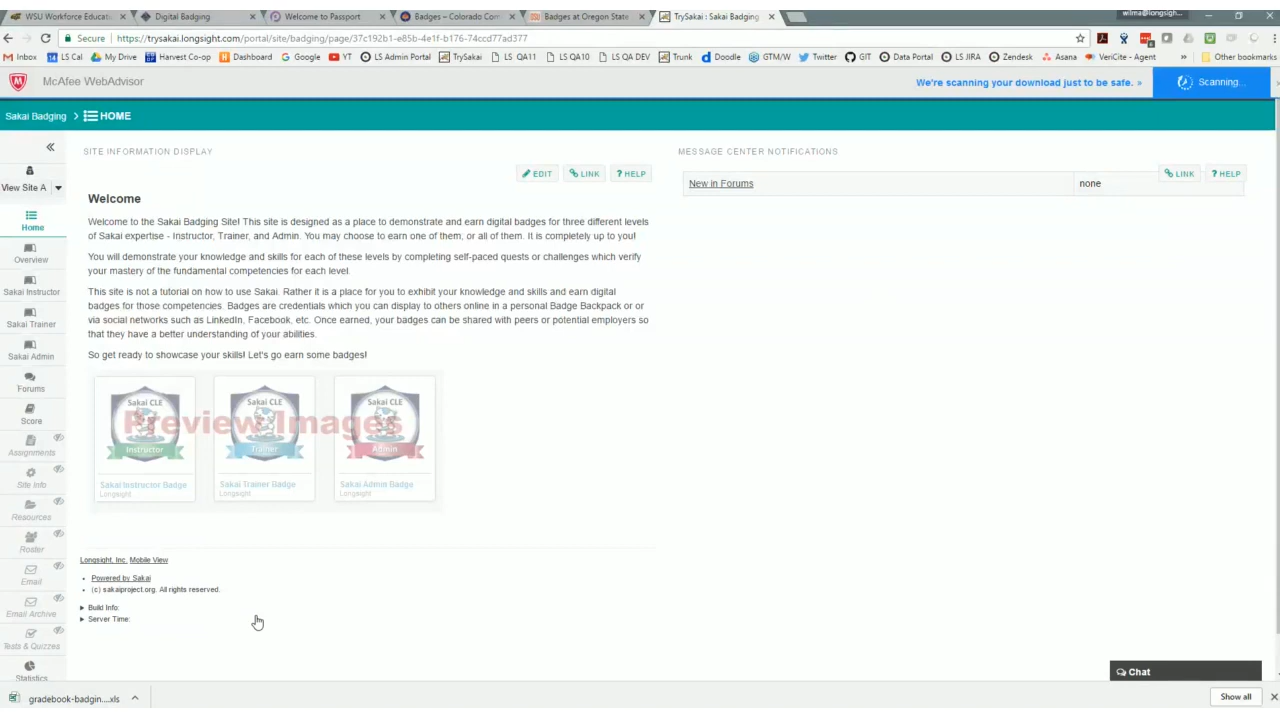 WSU Workforce Educati
Digital Badging
Welcome to Passport
Badges – Colorado Com
Badges at Oregon State
TrySakai : Sakai Badging
wilma@longsigh...
Secure
https://trysakai.longsight.com/portal/site/badging/page/37c192b1-e85b-4e1f-b176-74ccd77ad377
Inbox
LS Cal
My Drive
Harvest Co-op
Dashboard
Google
YT
LS Admin Portal
TrySakai
LS QA11
LS QA10
LS QA DEV
Trunk
Doodle
GTM/W
Twitter
GIT
Data Portal
LS JIRA
Zendesk
Asana
VeriCite - Agent
»
Other bookmarks
McAfee WebAdvisor
We're scanning your download just to be safe. »
Scanning...
Sakai Badging > HOME
View Site A
Home
Overview
Sakai Instructor
Sakai Trainer
Sakai Admin
Forums
Score
Assignments
Site Info
Resources
Roster
Email
Email Archive
Tests & Quizzes
Statistics
SITE INFORMATION DISPLAY
EDIT
LINK
? HELP
Welcome
Welcome to the Sakai Badging Site! This site is designed as a place to demonstrate and earn digital badges for three different levels
of Sakai expertise - Instructor, Trainer, and Admin. You may choose to earn one of them, or all of them. It is completely up to you!
You will demonstrate your knowledge and skills for each of these levels by completing self-paced quests or challenges which verify
your mastery of the fundamental competencies for each level.
This site is not a tutorial on how to use Sakai. Rather it is a place for you to exhibit your knowledge and skills and earn digital
badges for those competencies. Badges are credentials which you can display to others online in a personal Badge Backpack or or
via social networks such as LinkedIn, Facebook, etc. Once earned, your badges can be shared with peers or potential employers so
that they have a better understanding of your abilities.
So get ready to showcase your skills! Let's go earn some badges!
Sakai CLE
Sakai CLE
Sakai CLE
Preview Images
Instructor
Trainer
Admin
Sakai Instructor Badge
Longsight
Sakai Trainer Badge
Longsight
Sakai Admin Badge
Longsight
Longsight, Inc. Mobile View
Powered by Sakai
(c) sakaiproject.org. All rights reserved.
Build Info:
Server Time:
MESSAGE CENTER NOTIFICATIONS
LINK
? HELP
New in Forums
none
Chat
gradebook-badgin....xls
Show all